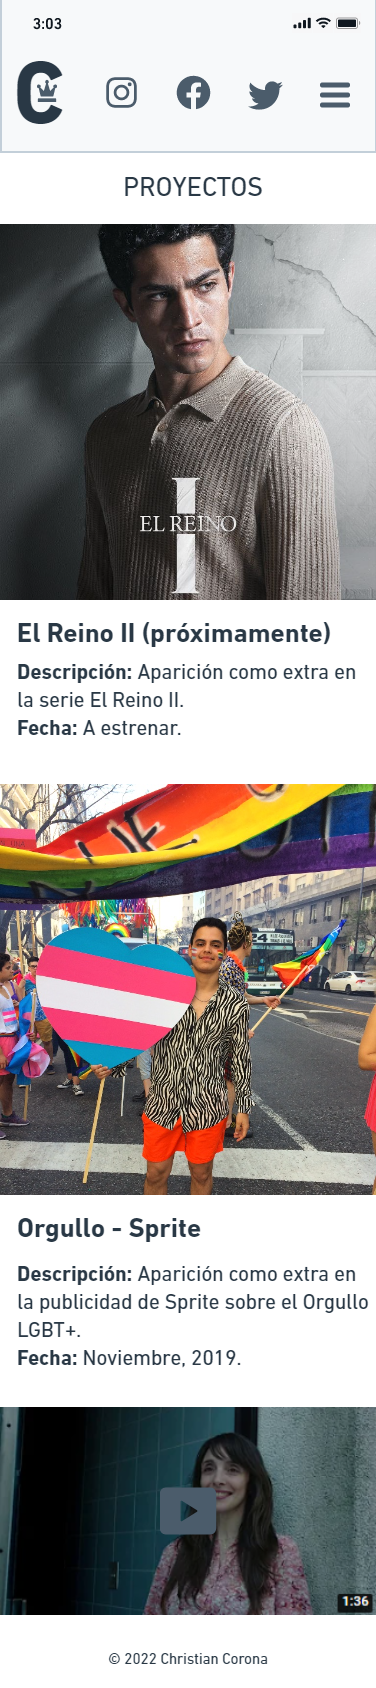 3:03
C
PROYECTOS
EL REINO
I
El Reino II (próximamente)
Descripción: Aparición como extra en
la serie El Reino II.
Fecha: A estrenar.
24
Orgullo - Sprite
Descripción: Aparición como extra en
la publicidad de Sprite sobre el Orgullo
LGBT+.
Fecha: Noviembre, 2019.
1:36
© 2022 Christian Corona